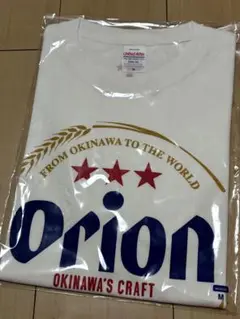 FROM OKINAWA TO THE WORLD
Orion
OKINAWA'S CRAFT
M